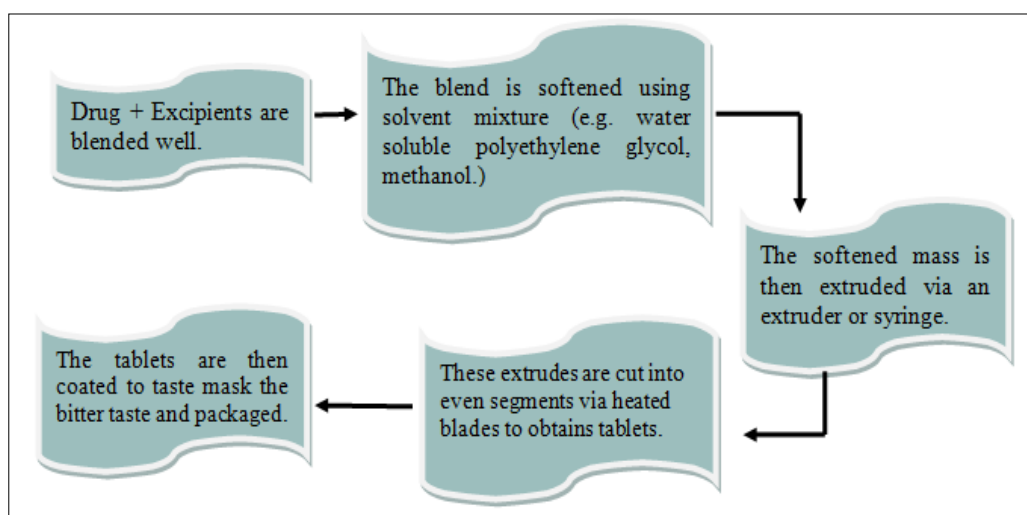 Drug + Excipients are
blended well.
The blend is softened using
solvent mixture (e.g. water
soluble polyethylene glycol,
methanol.)
The softened mass is
then extruded via an
extruder or syringe.
These extrudes are cut into
even segments via heated
blades to obtains tablets.
The tablets are then
coated to taste mask the
bitter taste and packaged.